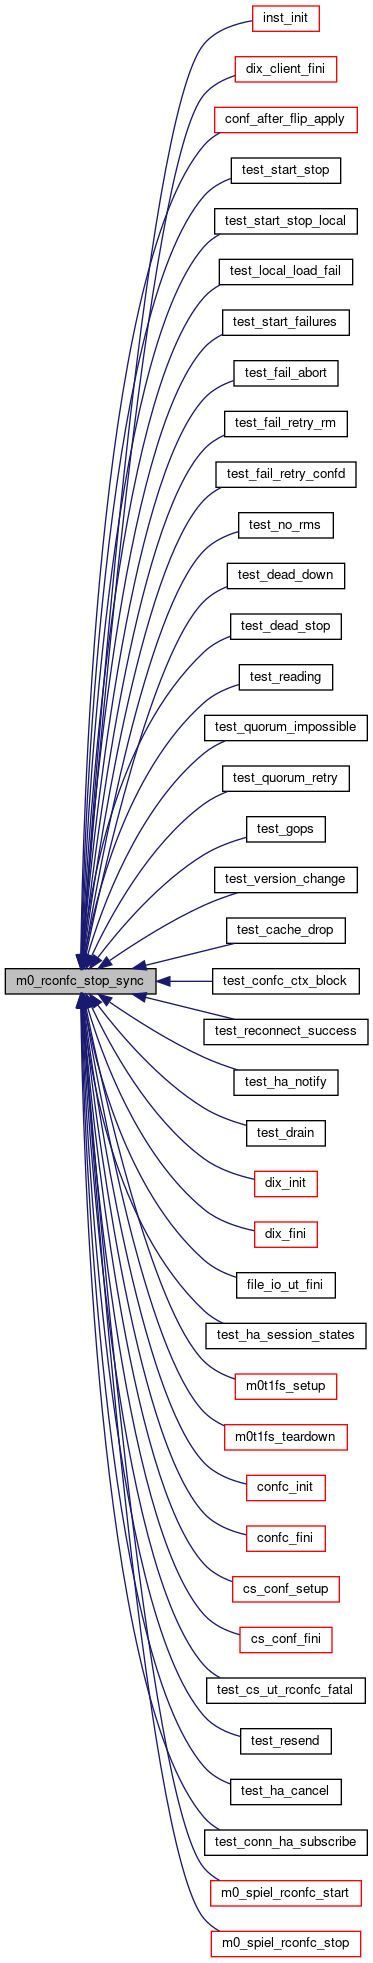 inst_init
dix_client_fini
conf_after_flip_apply
test_start_stop
test_start_stop_local
test_local_load_fail
test_start_failures
test_fail_abort
test_fail_retry_rm
test_fail_retry_confd
test_no_rms
test_dead_down
test_dead_stop
test_reading
test_quorum_impossible
test_quorum_retry
test_gops
test_version_change
test_cache_drop
m0_rconfc_stop_sync
test_confc_ctx_block
test_reconnect_success
test_ha_notify
test_drain
dix_init
dix_fini
file_io_ut_fini
test_ha_session_states
m0t1fs_setup
m0t1fs_teardown
confc_init
confc_fini
cs_conf_setup
cs_conf_fini
test_cs_ut_rconfc_fatal
test_resend
test_ha_cancel
test_conn_ha_subscribe
m0_spiel_rconfc_start
m0_spiel_rconfc_stop